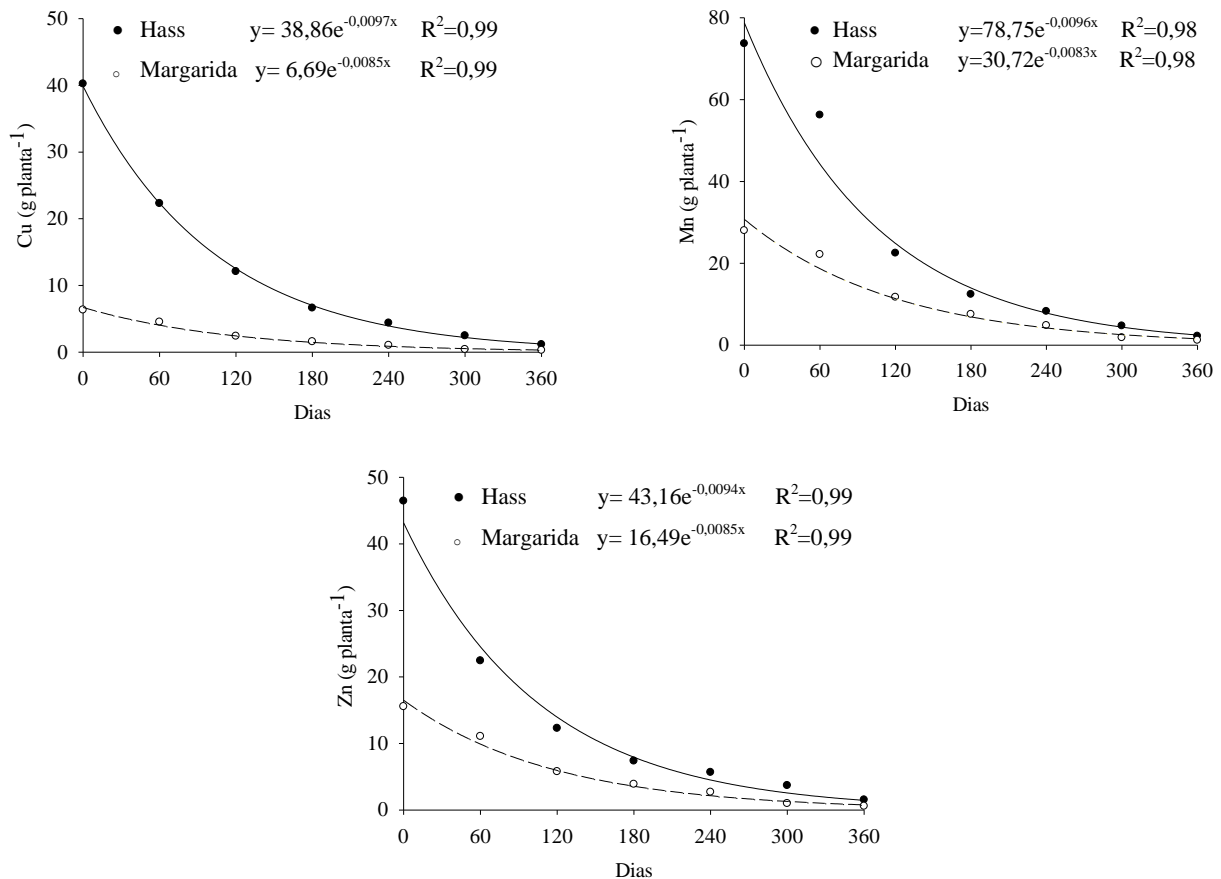 50
40
30
20
10
0
Cu (g planta⁻¹)
● Hass y= 38,86e⁻⁰,⁰⁰⁹⁷ˣ R²=0,99
○ Margarida y= 6,69e⁻⁰,⁰⁰⁸⁵ˣ R²=0,99
0 60 120 180 240 300 360
Dias
80
60
40
20
0
Mn (g planta⁻¹)
● Hass y=78,75e⁻⁰,⁰⁰⁹⁶ˣ R²=0,98
○ Margarida y=30,72e⁻⁰,⁰⁰⁸³ˣ R²=0,98
0 60 120 180 240 300 360
Dias
50
40
30
20
10
0
Zn (g planta⁻¹)
● Hass y= 43,16e⁻⁰,⁰⁰⁹⁴ˣ R²=0,99
○ Margarida y= 16,49e⁻⁰,⁰⁰⁸⁵ˣ R²=0,99
0 60 120 180 240 300 360
Dias